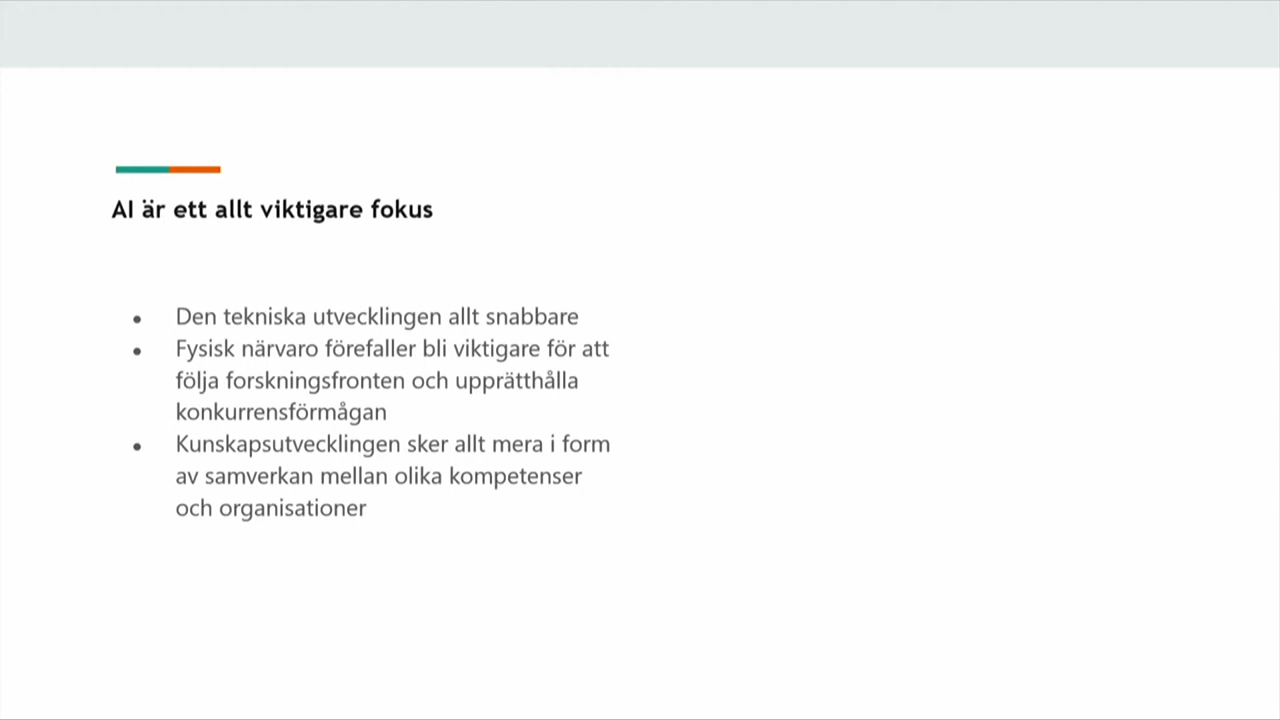 AI är ett allt viktigare fokus
● Den tekniska utvecklingen allt snabbare
● Fysisk närvaro förefaller bli viktigare för att
följa forskningsfronten och upprätthålla
konkurrensförmågan
● Kunskapsutvecklingen sker allt mera i form
av samverkan mellan olika kompetenser
och organisationer